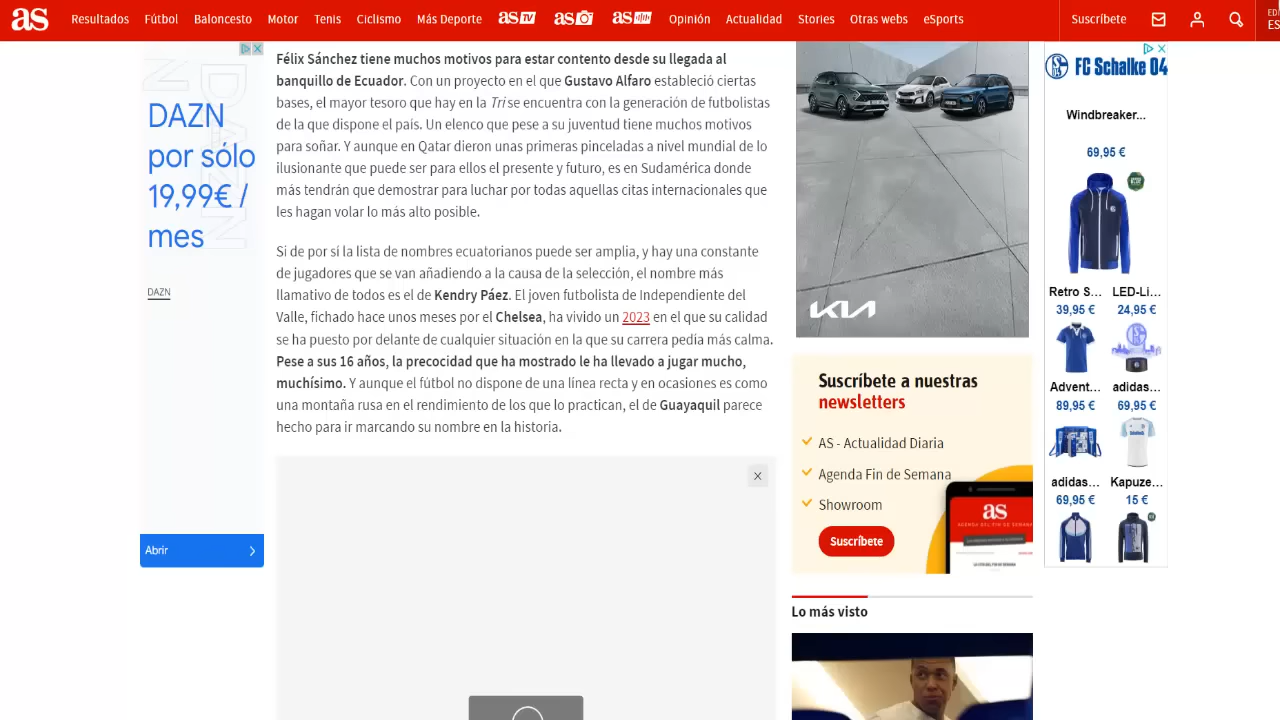 as
Resultados
Fútbol
Baloncesto
Motor
Tenis
Ciclismo
Más Deporte
as TV
as
as
Opinión
Actualidad
Stories
Otras webs
eSports
Suscríbete
DAZN
por sólo
19,99€ /
mes
DAZN
Abrir
Félix Sánchez tiene muchos motivos para estar contento desde su llegada al
banquillo de Ecuador. Con un proyecto en el que Gustavo Alfaro estableció ciertas
bases, el mayor tesoro que hay en la Tri se encuentra con la generación de futbolistas
de la que dispone el país. Un elenco que pese a su juventud tiene muchos motivos
para soñar. Y aunque en Qatar dieron unas primeras pinceladas a nivel mundial de lo
ilusionante que puede ser para ellos el presente y futuro, es en Sudamérica donde
más tendrán que demostrar para luchar por todas aquellas citas internacionales que
les hagan volar lo más alto posible.
Si de por sí la lista de nombres ecuatorianos puede ser amplia, y hay una constante
de jugadores que se van añadiendo a la causa de la selección, el nombre más
llamativo de todos es el de Kendry Páez. El joven futbolista de Independiente del
Valle, fichado hace unos meses por el Chelsea, ha vivido un 2023 en el que su calidad
se ha puesto por delante de cualquier situación en la que su carrera pedía más calma.
Pese a sus 16 años, la precocidad que ha mostrado le ha llevado a jugar mucho,
muchísimo. Y aunque el fútbol no dispone de una línea recta y en ocasiones es como
una montaña rusa en el rendimiento de los que lo practican, el de Guayaquil parece
hecho para ir marcando su nombre en la historia.
KIA
Suscríbete a nuestras
newsletters
AS - Actualidad Diaria
Agenda Fin de Semana
Showroom
Suscríbete
as
AGENDA DEL FIN DE SEMANA
Lo más visto
FC Schalke 04
Windbreaker...
69,95 €
Retro S... LED-Li...
39,95 € 24,95 €
Advent... adidas...
89,95 € 69,95 €
adidas... Kapuze...
69,95 € 15 €